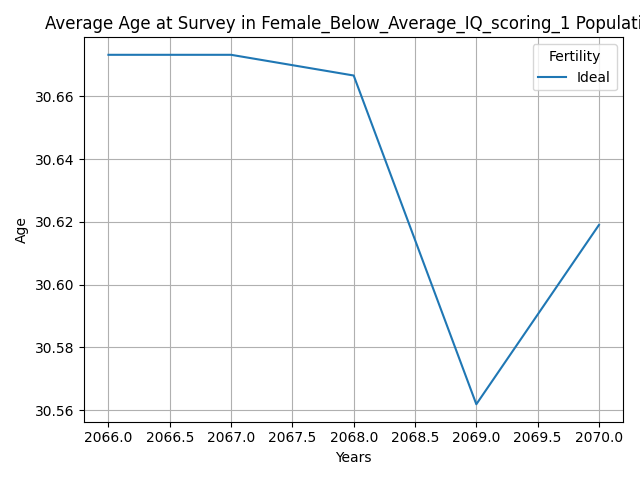 Average Age at Survey in Female_Below_Average_IQ_scoring_1 Populati
Fertility
Ideal
30.66
30.64
30.62
30.60
30.58
30.56
Age
2066.0 2066.5 2067.0 2067.5 2068.0 2068.5 2069.0 2069.5 2070.0
Years